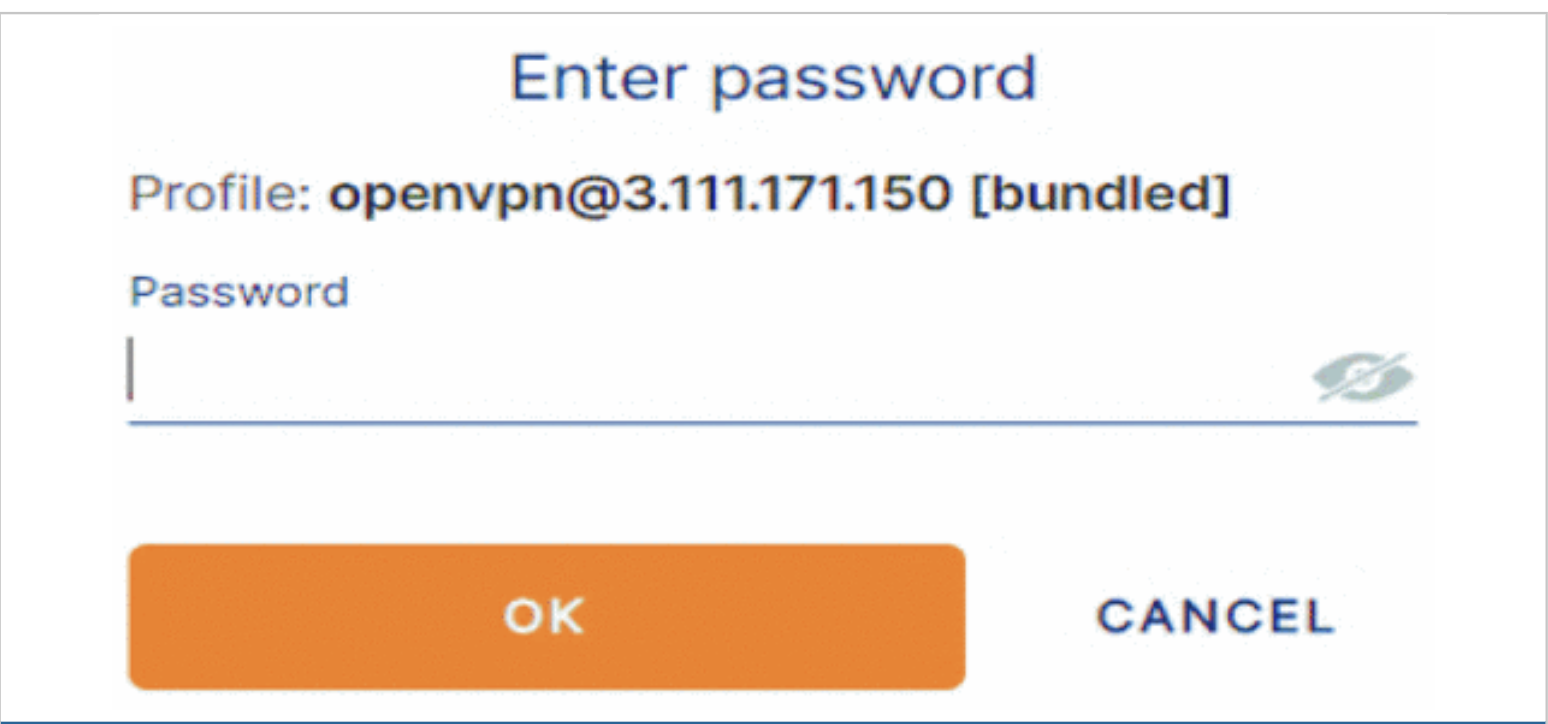 Enter password
Profile: openvpn@3.111.171.150 [bundled]
Password
OK CANCEL